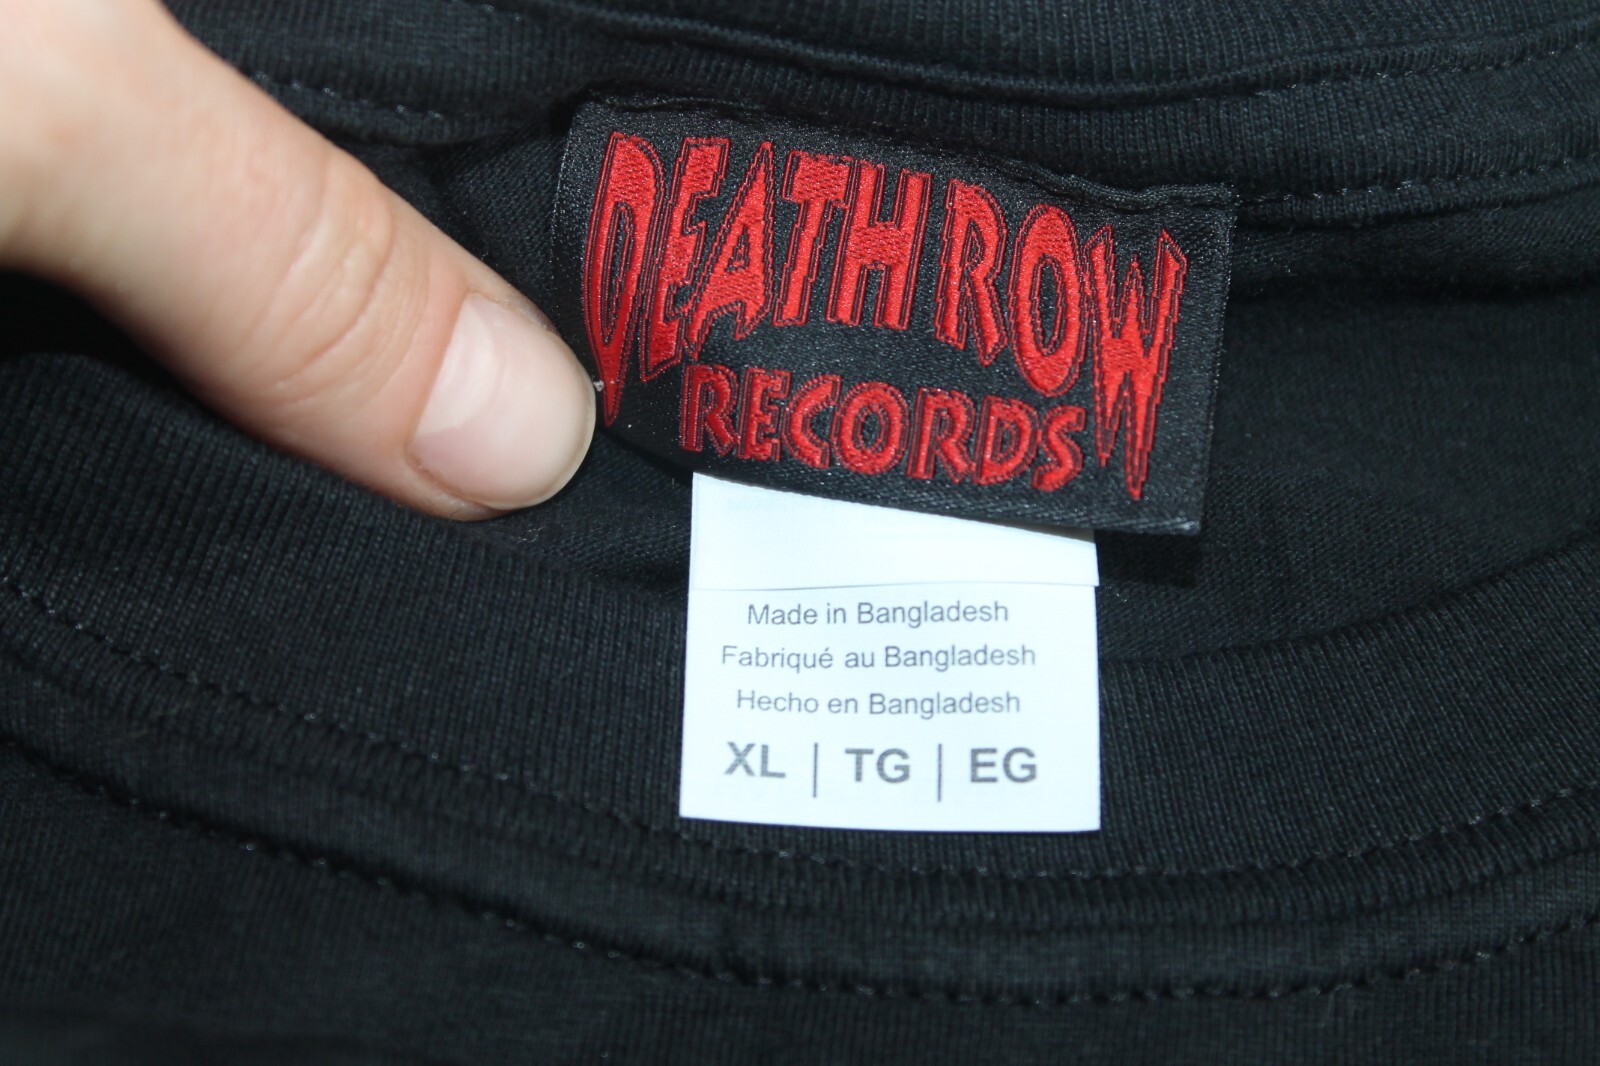 DEATH ROW
RECORDS
Made in Bangladesh
Fabriqué au Bangladesh
Hecho en Bangladesh
XL | TG | EG